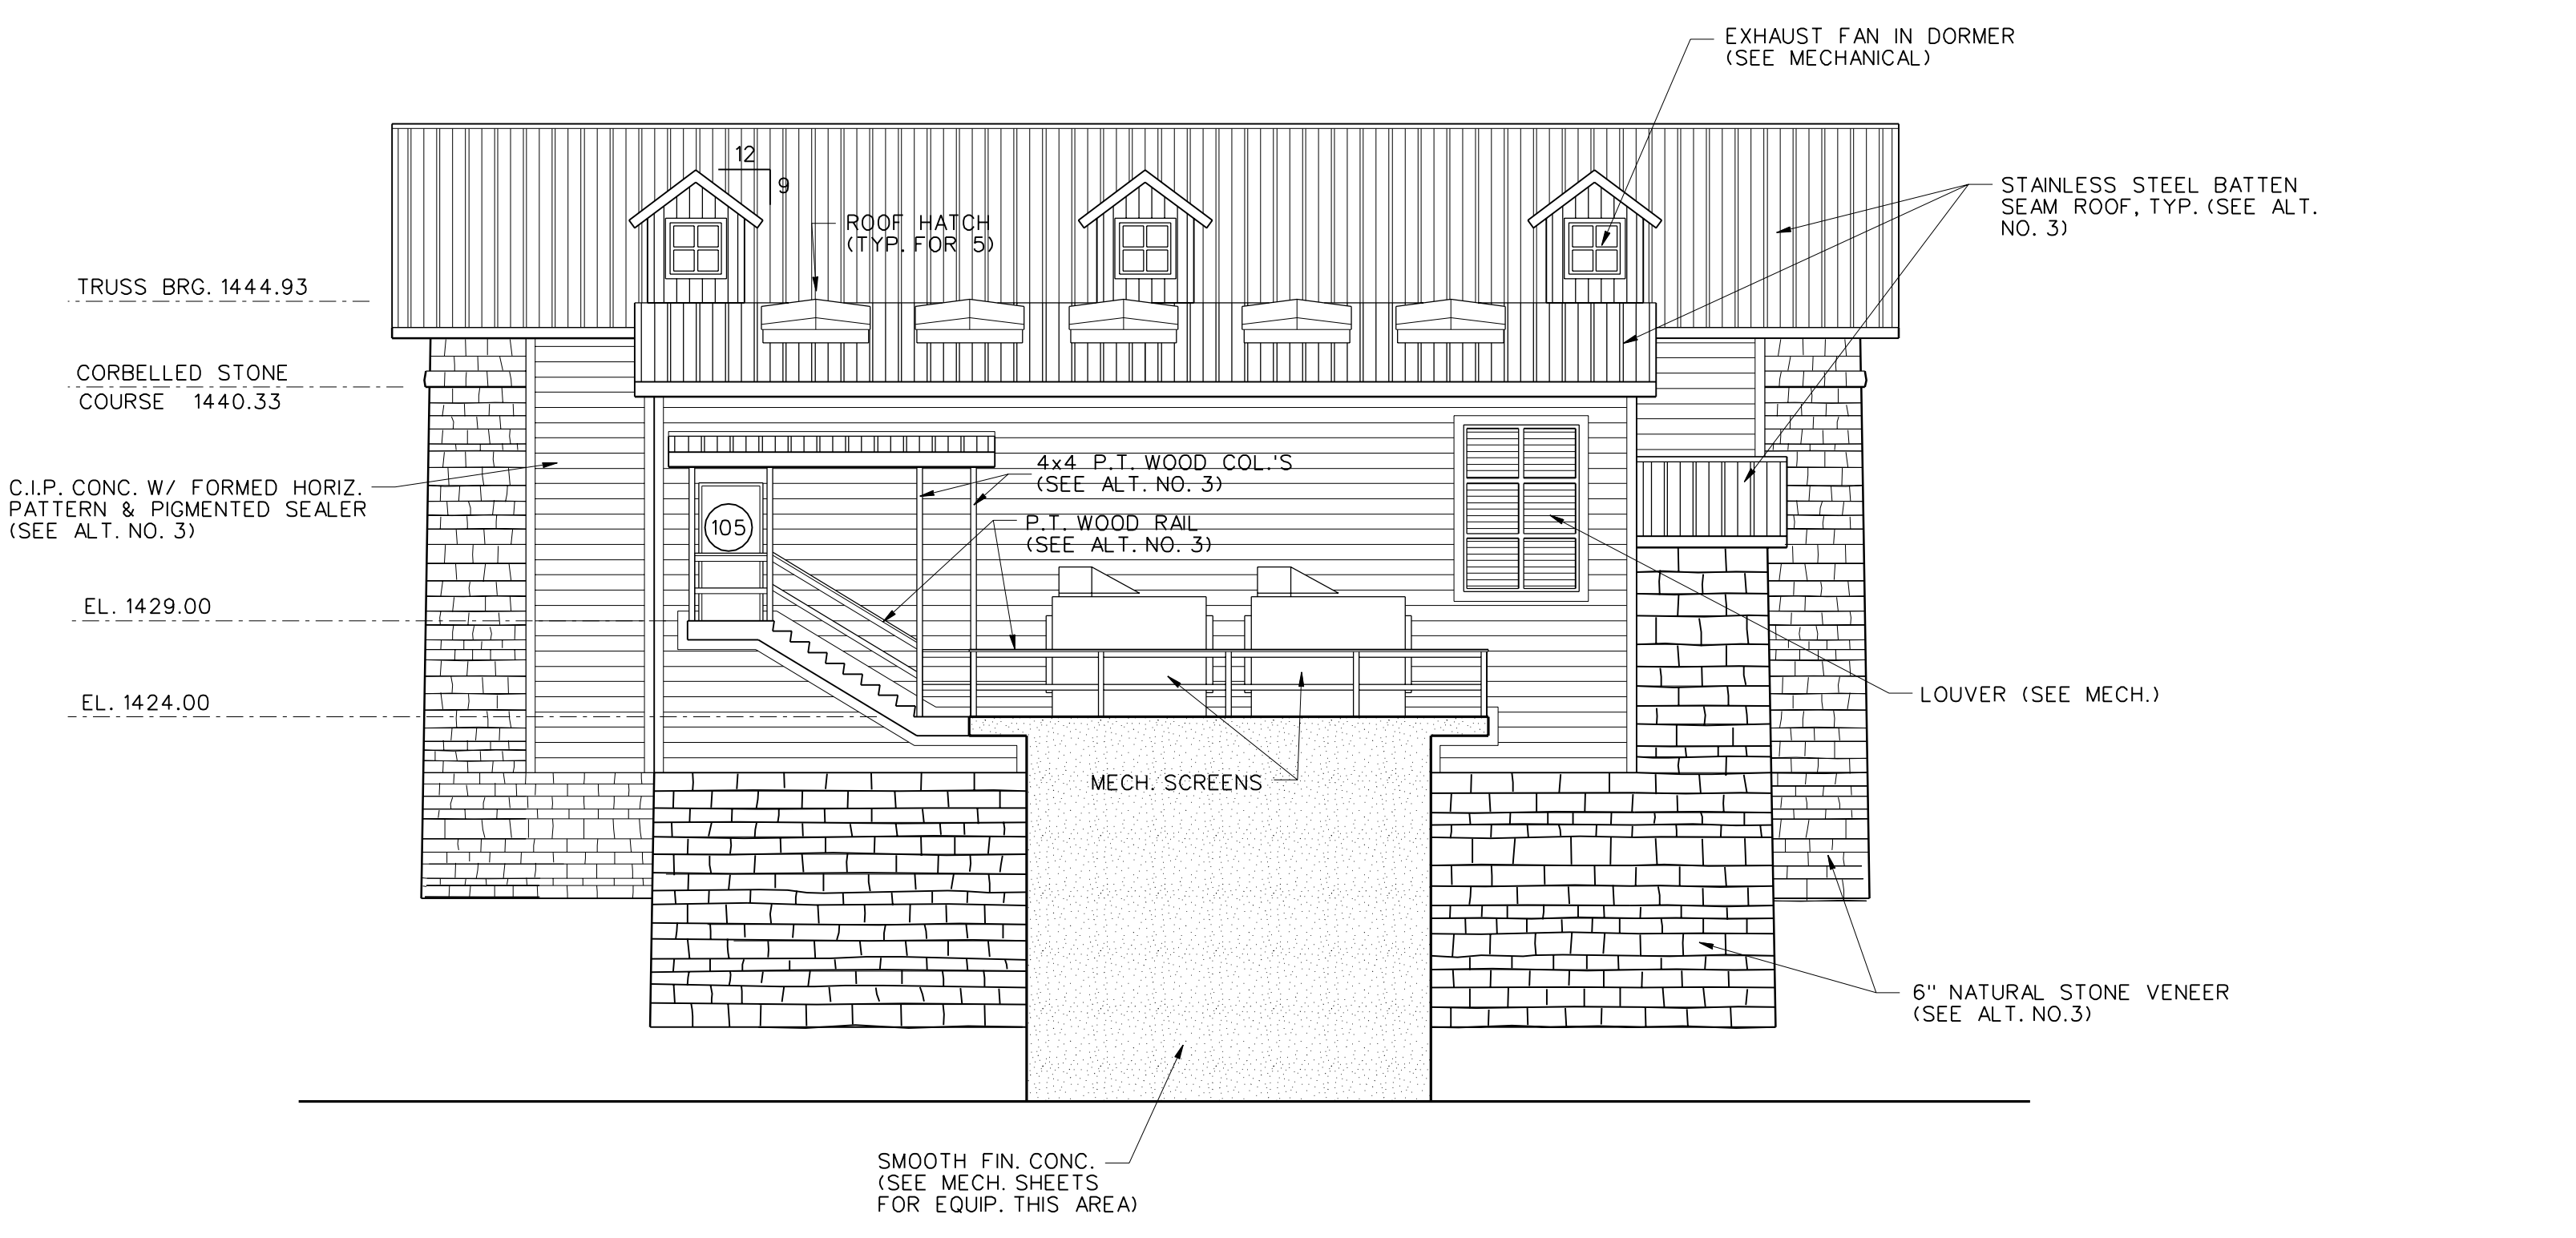 EXHAUST FAN IN DORMER
(SEE MECHANICAL)
12
9
STAINLESS STEEL BATTEN
SEAM ROOF, TYP. (SEE ALT.
NO. 3)
ROOF HATCH
(TYP. FOR 5)
TRUSS BRG. 1444.93
CORBELLED STONE
COURSE 1440.33
4x4 P.T. WOOD COL.'S
(SEE ALT. NO. 3)
C.I.P. CONC. W/ FORMED HORIZ.
PATTERN & PIGMENTED SEALER
(SEE ALT. NO. 3)
105
P.T. WOOD RAIL
(SEE ALT. NO. 3)
EL. 1429.00
EL. 1424.00
LOUVER (SEE MECH.)
MECH. SCREENS
6" NATURAL STONE VENEER
(SEE ALT. NO.3)
SMOOTH FIN. CONC.
(SEE MECH. SHEETS
FOR EQUIP. THIS AREA)